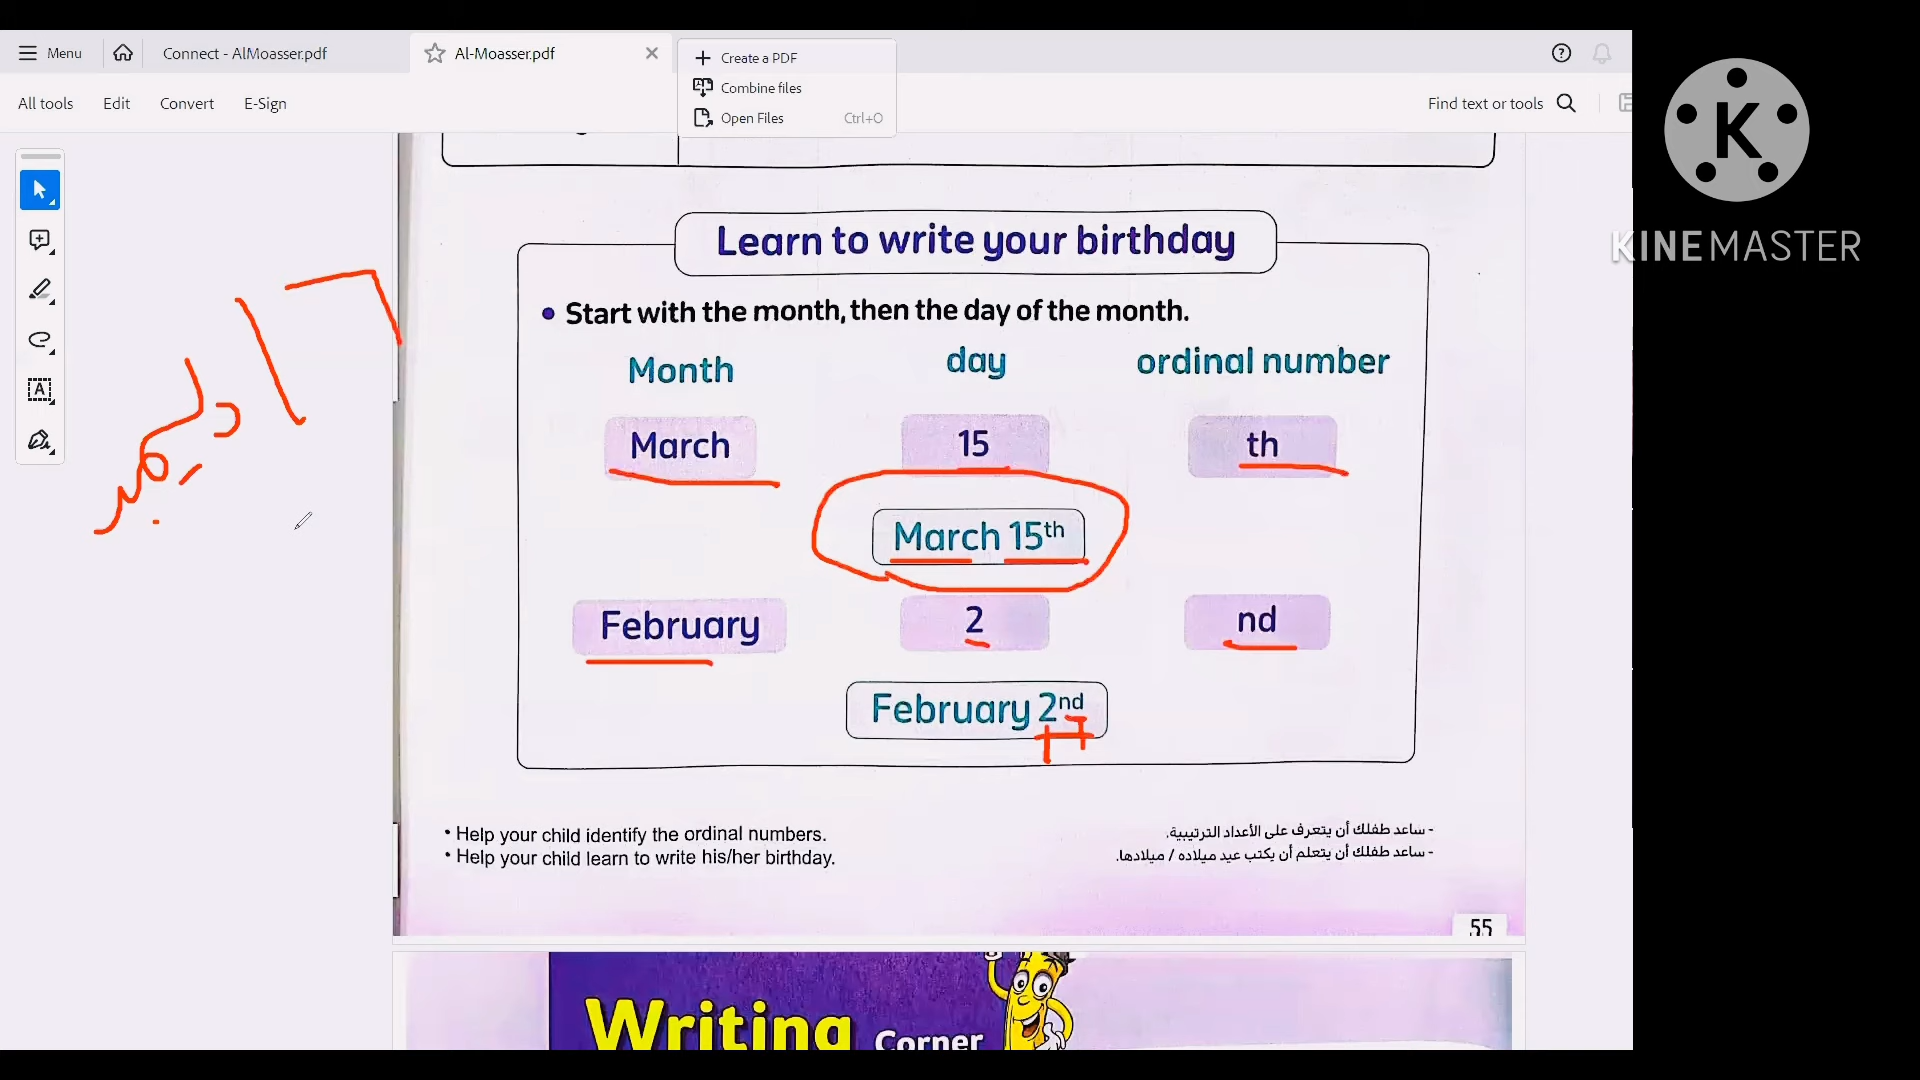 Menu
Connect - AlMoasser.pdf
Al-Moasser.pdf
Create a PDF
Combine files
Open Files Ctrl+O
All tools
Edit
Convert
E-Sign
Find text or tools
K
KINEMASTER
Learn to write your birthday
• Start with the month, then the day of the month.
Month day ordinal number
March 15 th
March 15th
February 2 nd
February 2nd
• Help your child identify the ordinal numbers.
• Help your child learn to write his/her birthday.
- ساعد طفلك أن يتعرف على الأعداد الترتيبية.
- ساعد طفلك أن يتعلم أن يكتب عيد ميلاده / ميلادها.
55
Writing Corner